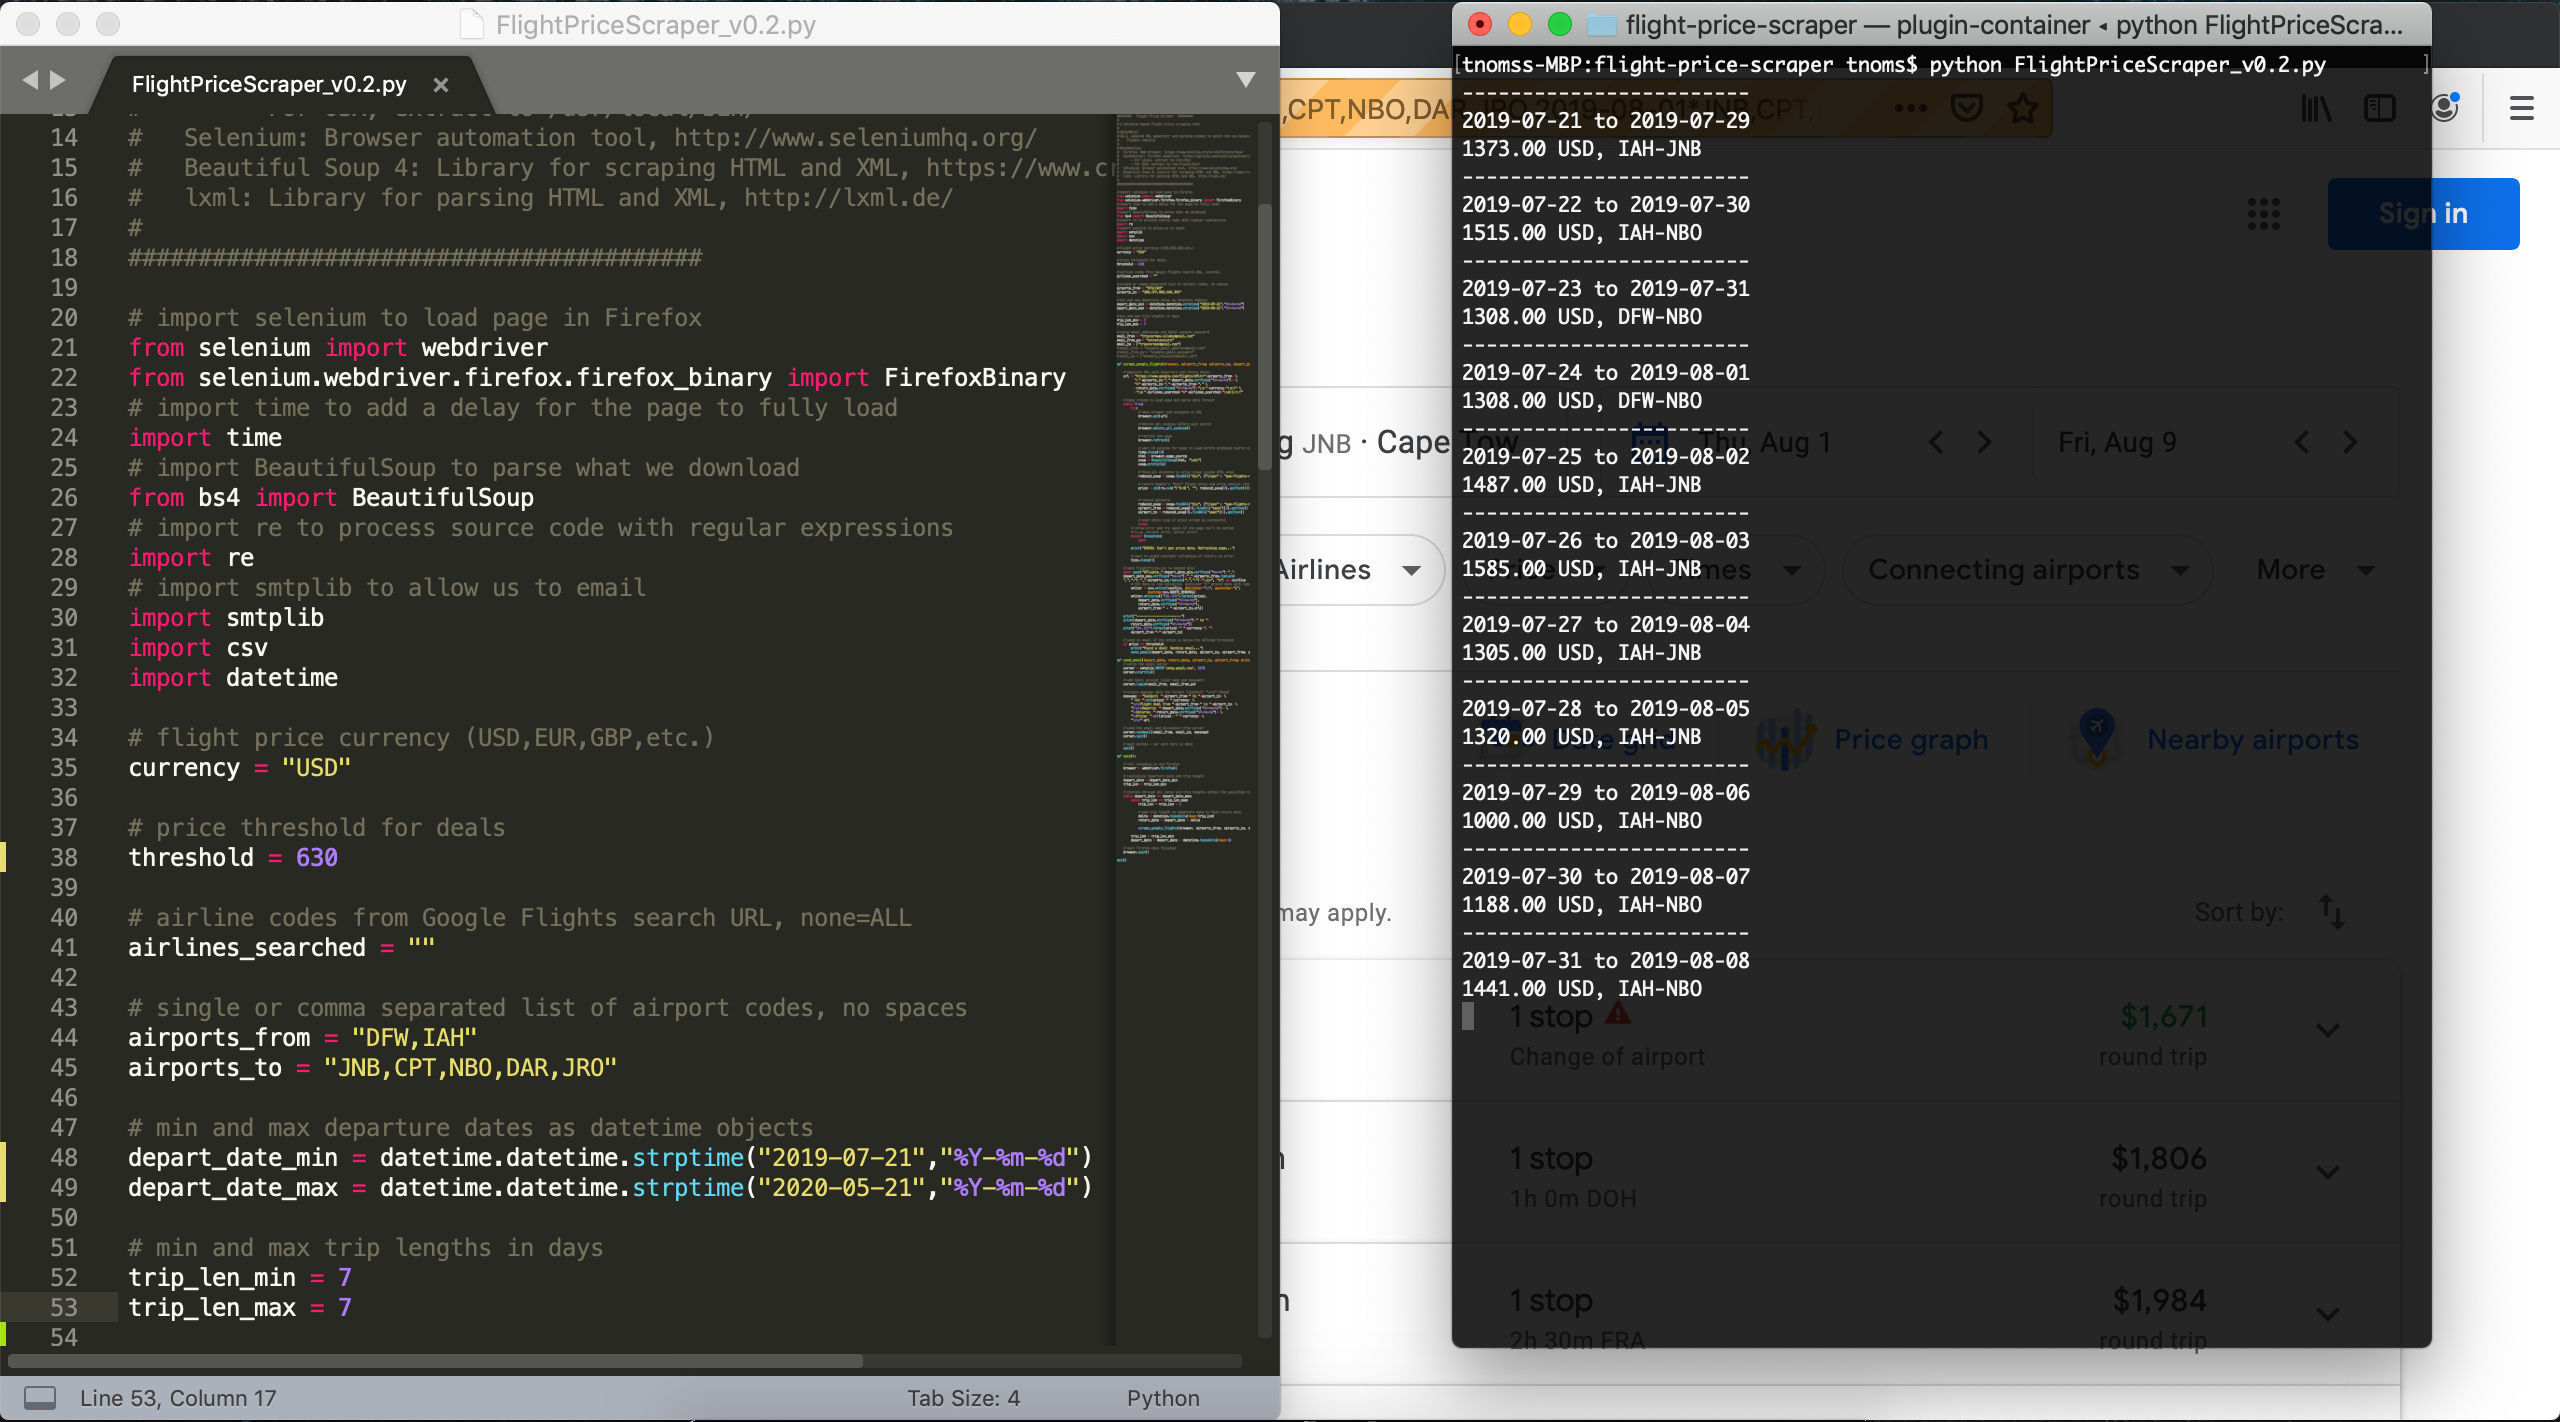 FlightPriceScraper_v0.2.py
FlightPriceScraper_v0.2.py ×
14 #   Selenium: Browser automation tool, http://www.seleniumhq.org/
15 #   Beautiful Soup 4: Library for scraping HTML and XML, https://www.cr
16 #   lxml: Library for parsing HTML and XML, http://lxml.de/
17 #
18 #########################################
19
20 # import selenium to load page in Firefox
21 from selenium import webdriver
22 from selenium.webdriver.firefox.firefox_binary import FirefoxBinary
23 # import time to add a delay for the page to fully load
24 import time
25 # import BeautifulSoup to parse what we download
26 from bs4 import BeautifulSoup
27 # import re to process source code with regular expressions
28 import re
29 # import smtplib to allow us to email
30 import smtplib
31 import csv
32 import datetime
33
34 # flight price currency (USD,EUR,GBP,etc.)
35 currency = "USD"
36
37 # price threshold for deals
38 threshold = 630
39
40 # airline codes from Google Flights search URL, none=ALL
41 airlines_searched = ""
42
43 # single or comma separated list of airport codes, no spaces
44 airports_from = "DFW,IAH"
45 airports_to = "JNB,CPT,NBO,DAR,JRO"
46
47 # min and max departure dates as datetime objects
48 depart_date_min = datetime.datetime.strptime("2019-07-21","%Y-%m-%d")
49 depart_date_max = datetime.datetime.strptime("2020-05-21","%Y-%m-%d")
50
51 # min and max trip lengths in days
52 trip_len_min = 7
53 trip_len_max = 7
54
Line 53, Column 17 Tab Size: 4 Python
flight-price-scraper — plugin-container ◂ python FlightPriceScra...
[tnomss-MBP:flight-price-scraper tnoms$ python FlightPriceScraper_v0.2.py ]
------------------------
2019-07-21 to 2019-07-29
1373.00 USD, IAH-JNB
------------------------
2019-07-22 to 2019-07-30
1515.00 USD, IAH-NBO
------------------------
2019-07-23 to 2019-07-31
1308.00 USD, DFW-NBO
------------------------
2019-07-24 to 2019-08-01
1308.00 USD, DFW-NBO
------------------------
2019-07-25 to 2019-08-02
1487.00 USD, IAH-JNB
------------------------
2019-07-26 to 2019-08-03
1585.00 USD, IAH-JNB
------------------------
2019-07-27 to 2019-08-04
1305.00 USD, IAH-JNB
------------------------
2019-07-28 to 2019-08-05
1320.00 USD, IAH-JNB
------------------------
2019-07-29 to 2019-08-06
1000.00 USD, IAH-NBO
------------------------
2019-07-30 to 2019-08-07
1188.00 USD, IAH-NBO
------------------------
2019-07-31 to 2019-08-08
1441.00 USD, IAH-NBO
,CPT,NBO,DAR,JRO,2019-08-01*JNB,CPT,
Sign in
g JNB · Cape Tow Thu, Aug 1 Fri, Aug 9
Airlines Price Times Connecting airports More
Date grid Price graph Nearby airports
may apply. Sort by:
1 stop $1,671
Change of airport round trip
1 stop $1,806
1h 0m DOH round trip
1 stop $1,984
2h 30m FRA round trip